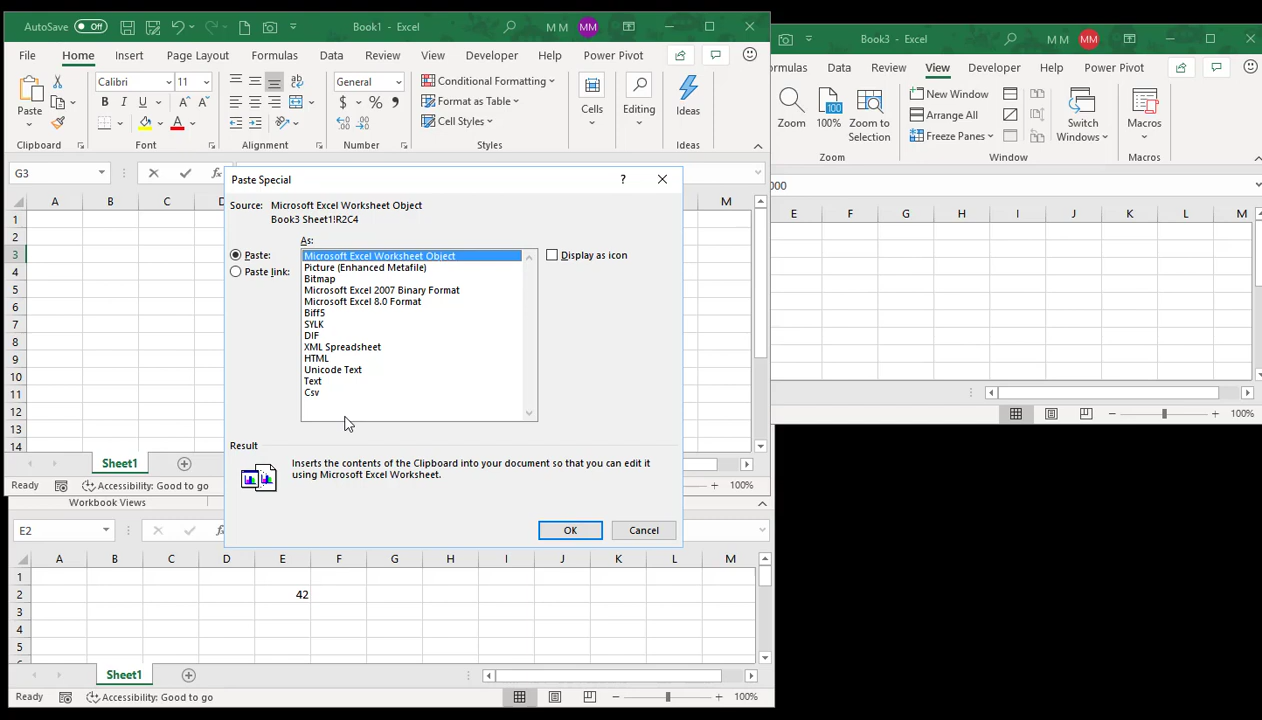 AutoSave Off Book1 - Excel M M MM
File Home Insert Page Layout Formulas Data Review View Developer Help Power Pivot
Paste
Calibri 11
B I U A A
A
ab
General
$ % ,
Conditional Formatting
Format as Table
Cell Styles
Cells
Editing
Ideas
Clipboard Font Alignment Number Styles Ideas
G3 fx
A B C D M
1
2
3
4
5
6
7
8
9
10
11
12
13
14
Sheet1
Ready Accessibility: Good to go 100%
Paste Special ?
Source: Microsoft Excel Worksheet Object
Book3 Sheet1!R2C4
As:
Paste:
Paste link:
Microsoft Excel Worksheet Object
Picture (Enhanced Metafile)
Bitmap
Microsoft Excel 2007 Binary Format
Microsoft Excel 8.0 Format
Biff5
SYLK
DIF
XML Spreadsheet
HTML
Unicode Text
Text
Csv
Display as icon
Result
Inserts the contents of the Clipboard into your document so that you can edit it
using Microsoft Excel Worksheet.
OK Cancel
Book3 - Excel M M MM
ormulas Data Review View Developer Help Power Pivot
Zoom
100
100%
Zoom to
Selection
New Window
Arrange All
Freeze Panes
Switch
Windows
Macros
Zoom Window Macros
000
E F G H I J K L M
100%
Workbook Views
E2
A B C D E F G H I J K L M
1
2 42
3
4
5
Sheet1
Ready Accessibility: Good to go 100%